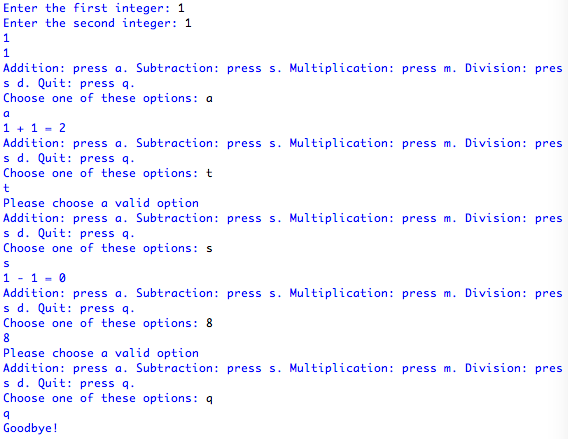 Enter the first integer: 1
Enter the second integer: 1
1
1
Addition: press a. Subtraction: press s. Multiplication: press m. Division: pres
s d. Quit: press q.
Choose one of these options: a
a
1 + 1 = 2
Addition: press a. Subtraction: press s. Multiplication: press m. Division: pres
s d. Quit: press q.
Choose one of these options: t
t
Please choose a valid option
Addition: press a. Subtraction: press s. Multiplication: press m. Division: pres
s d. Quit: press q.
Choose one of these options: s
s
1 - 1 = 0
Addition: press a. Subtraction: press s. Multiplication: press m. Division: pres
s d. Quit: press q.
Choose one of these options: 8
8
Please choose a valid option
Addition: press a. Subtraction: press s. Multiplication: press m. Division: pres
s d. Quit: press q.
Choose one of these options: q
q
Goodbye!